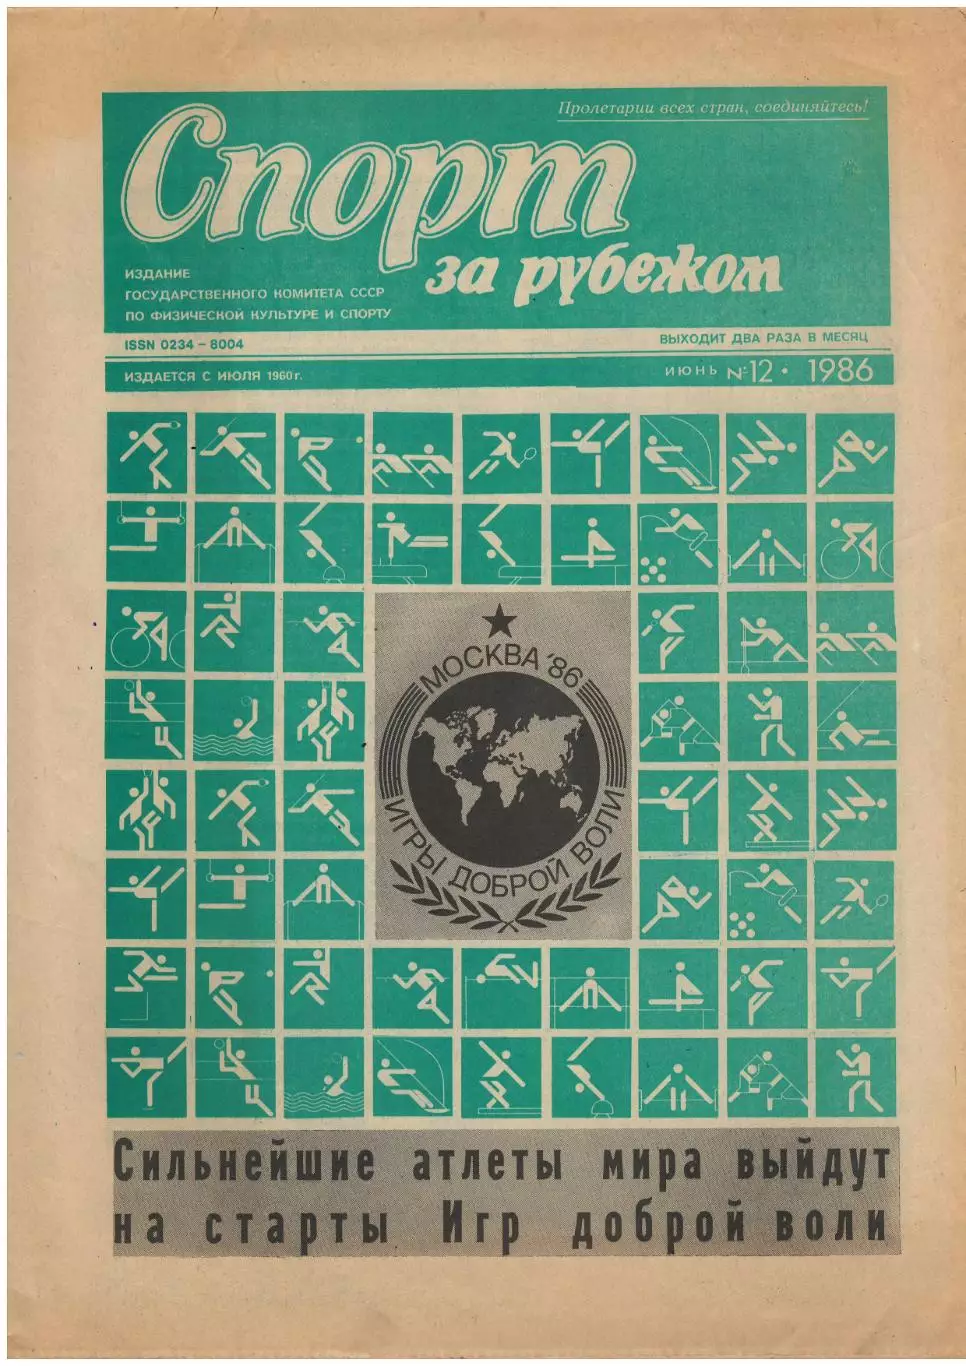 Пролетарии всех стран, соединяйтесь!
Спорт
за рубежом
ИЗДАНИЕ
ГОСУДАРСТВЕННОГО КОМИТЕТА СССР
ПО ФИЗИЧЕСКОЙ КУЛЬТУРЕ И СПОРТУ
ISSN 0234 – 8004
ВЫХОДИТ ДВА РАЗА В МЕСЯЦ
ИЗДАЕТСЯ С ИЮЛЯ 1960 г.
ИЮНЬ №12 · 1986
МОСКВА '86
ИГРЫ ДОБРОЙ ВОЛИ
Сильнейшие атлеты мира выйдут
на старты Игр доброй воли